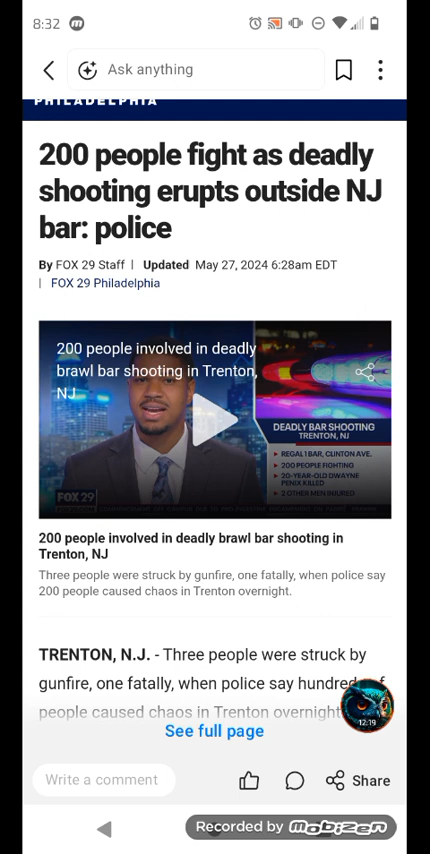 8:32
Ask anything
PHILADELPHIA
200 people fight as deadly
shooting erupts outside NJ
bar: police
By FOX 29 Staff | Updated May 27, 2024 6:28am EDT
| FOX 29 Philadelphia
200 people involved in deadly
brawl bar shooting in Trenton,
NJ
DEADLY BAR SHOOTING
TRENTON, NJ
REGAL 1 BAR, CLINTON AVE.
200 PEOPLE FIGHTING
20-YEAR-OLD DWAYNE
PENIX KILLED
2 OTHER MEN INJURED
FOX 29
200 people involved in deadly brawl bar shooting in
Trenton, NJ
Three people were struck by gunfire, one fatally, when police say
200 people caused chaos in Trenton overnight.
TRENTON, N.J. - Three people were struck by
gunfire, one fatally, when police say
people caused chaos in Trenton overnight
12:19
See full page
Write a comment
Share
Recorded by mobizen